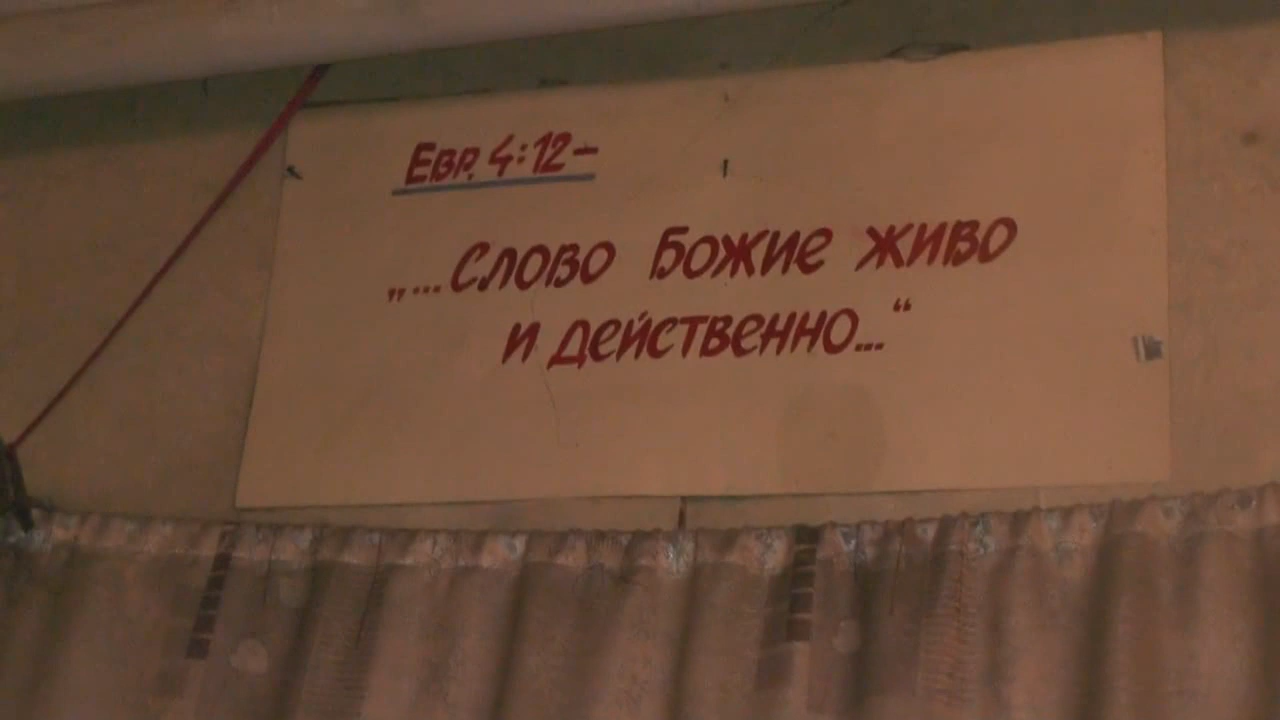 Евр. 4:12–
„...Слово Божие живо
и действенно...“